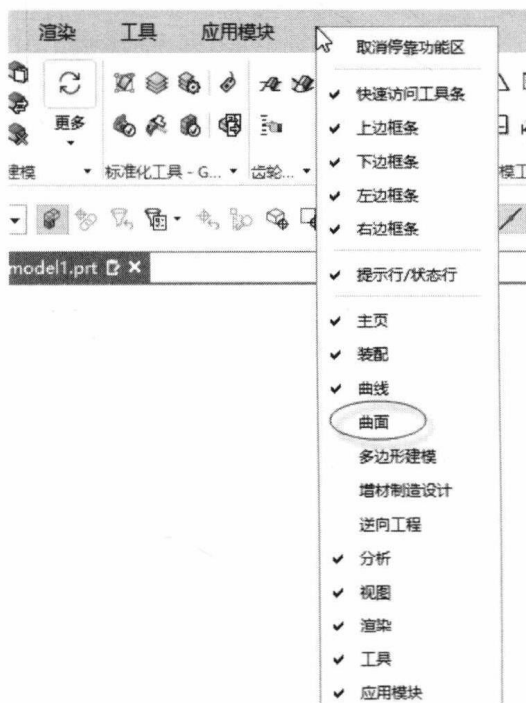 渲染 工具 应用模块
更多
建模 标准化工具 - G... 齿轮... 模工
model1.prt
取消停靠功能区
快速访问工具条
上边框条
下边框条
左边框条
右边框条
提示行/状态行
主页
装配
曲线
曲面
多边形建模
增材制造设计
逆向工程
分析
视图
渲染
工具
应用模块